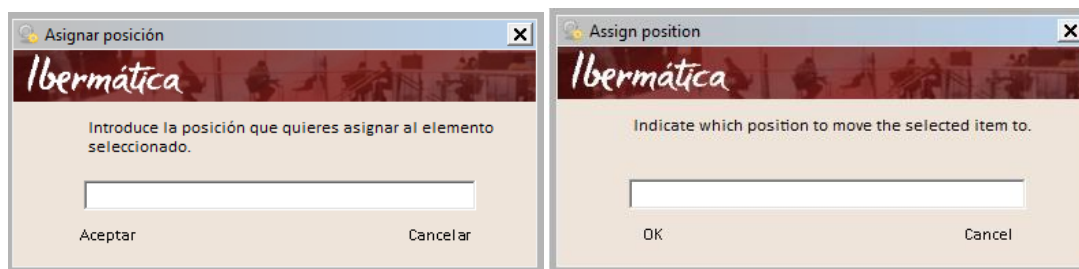 Asignar posición
Ibermática
Introduce la posición que quieres asignar al elemento
seleccionado.
Aceptar
Cancelar
Assign position
Ibermática
Indicate which position to move the selected item to.
OK
Cancel